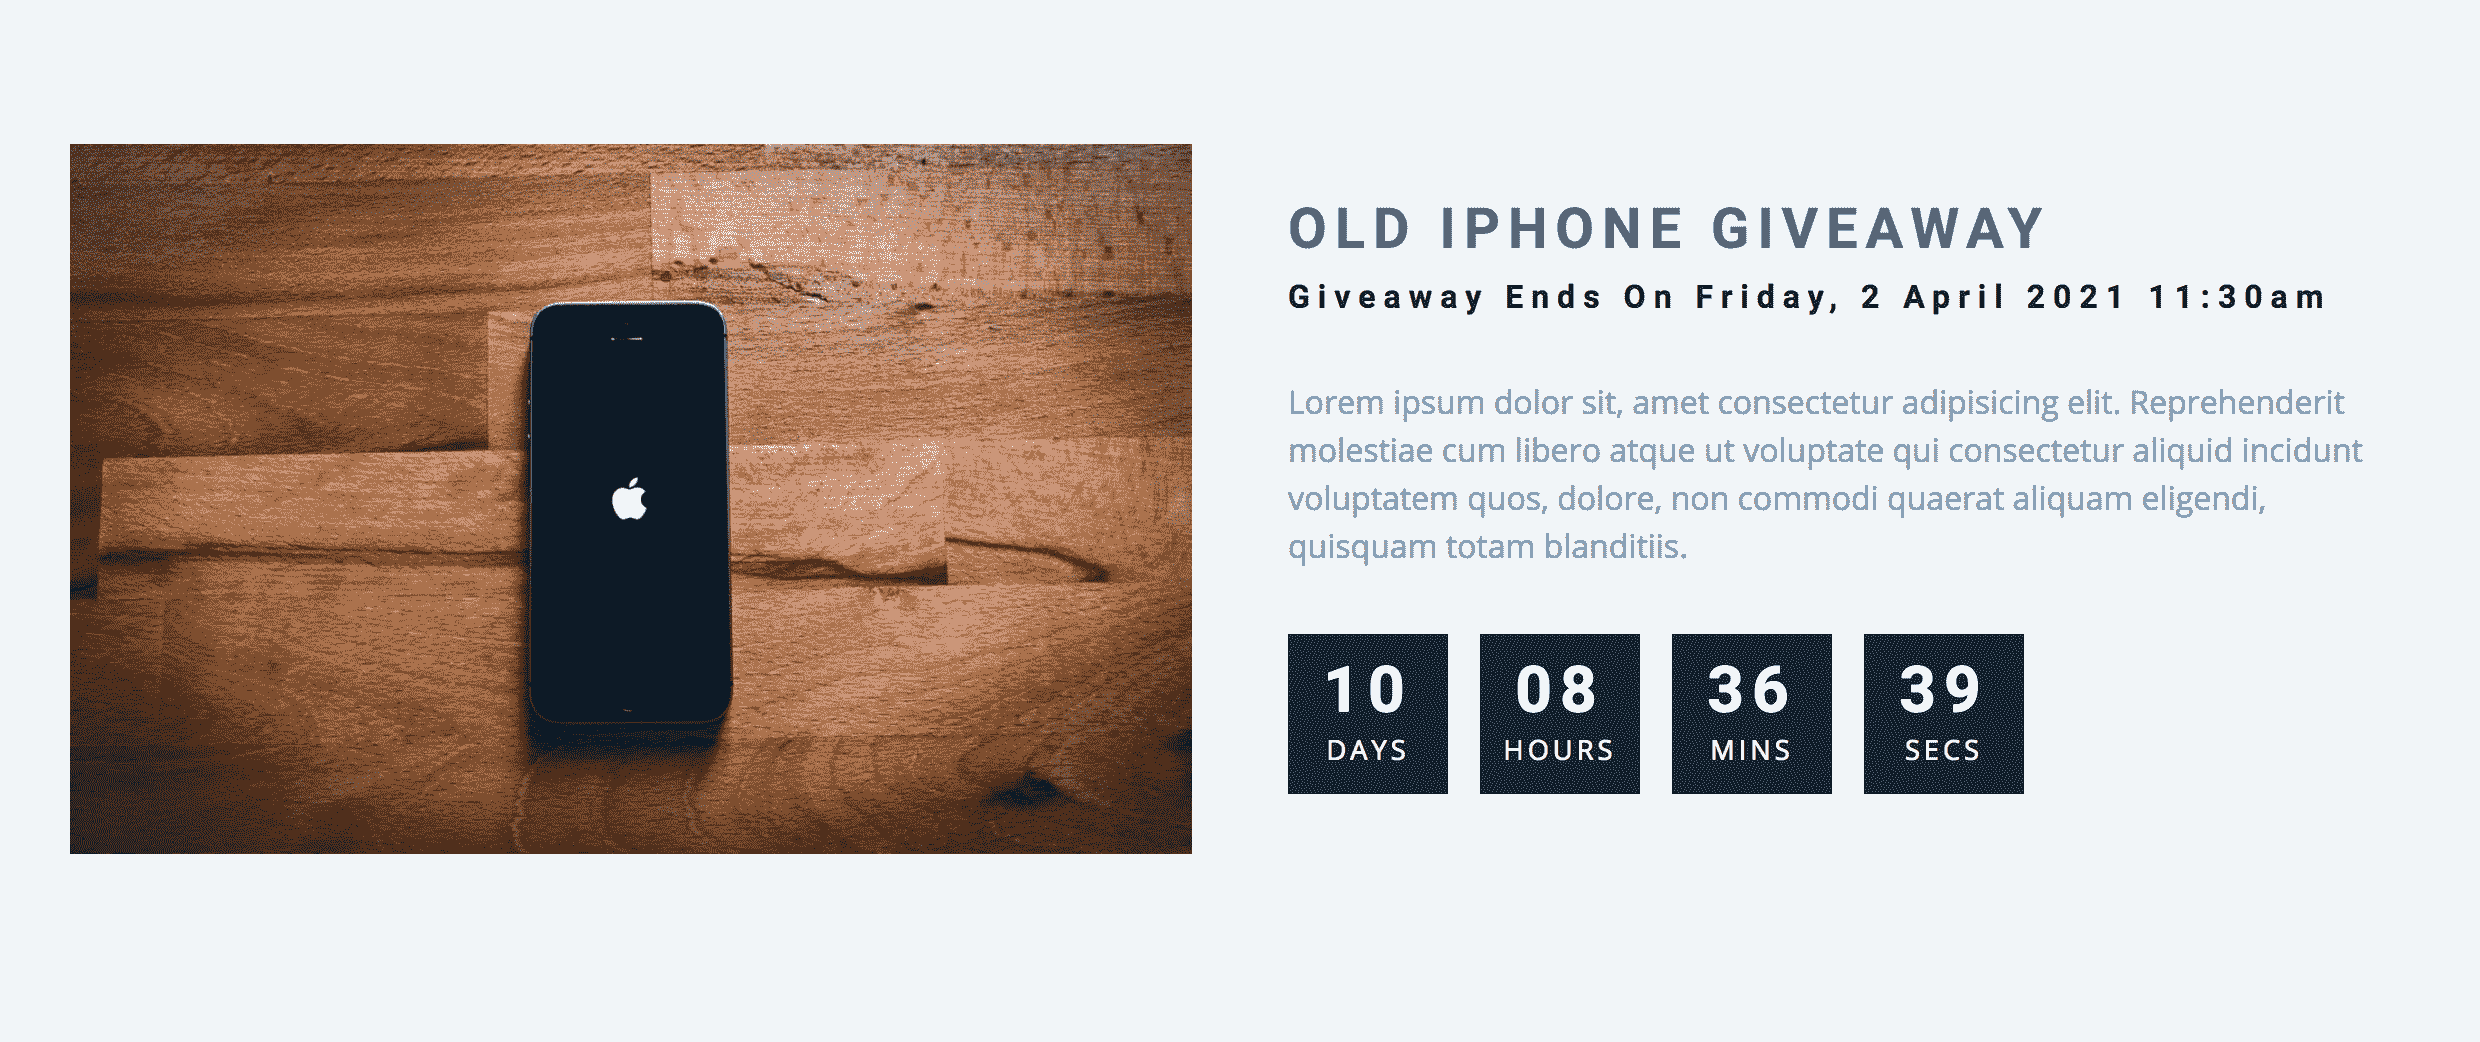 OLD IPHONE GIVEAWAY
Giveaway Ends On Friday, 2 April 2021 11:30am
Lorem ipsum dolor sit, amet consectetur adipisicing elit. Reprehenderit
molestiae cum libero atque ut voluptate qui consectetur aliquid incidunt
voluptatem quos, dolore, non commodi quaerat aliquam eligendi,
quisquam totam blanditiis.
10 08 36 39
DAYS HOURS MINS SECS